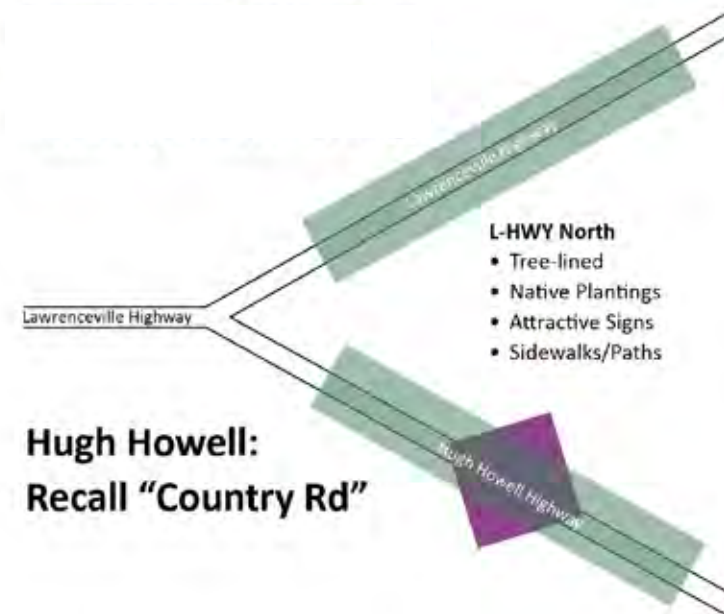 Lawrenceville Highway
L-HWY North
• Tree-lined
• Native Plantings
• Attractive Signs
• Sidewalks/Paths
Lawrenceville Highway
Hugh Howell:
Recall “Country Rd”
Hugh Howell Highway